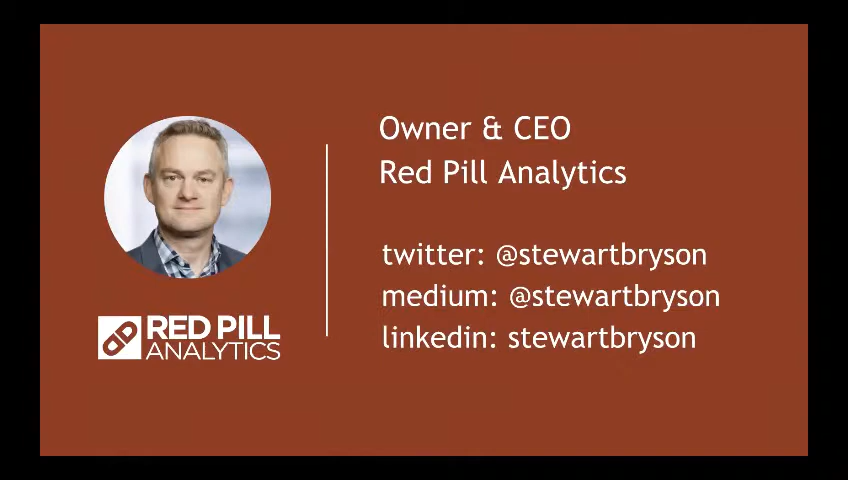 Owner & CEO
Red Pill Analytics
twitter: @stewartbryson
medium: @stewartbryson
linkedin: stewartbryson
RED PILL
ANALYTICS